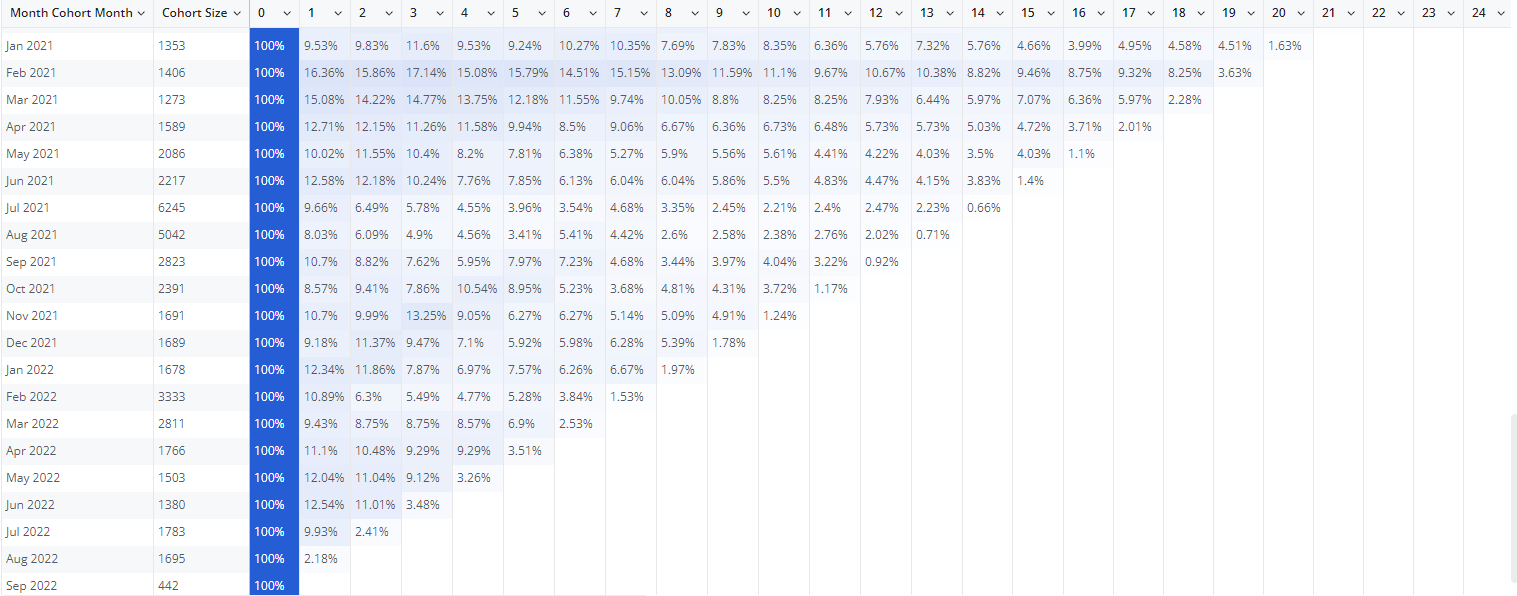 Month Cohort Month Cohort Size 0 1 2 3 4 5 6 7 8 9 10 11 12 13 14 15 16 17 18 19 20 21 22 23 24
Jan 2021 1353 100% 9.53% 9.83% 11.6% 9.53% 9.24% 10.27% 10.35% 7.69% 7.83% 8.35% 6.36% 5.76% 7.32% 5.76% 4.66% 3.99% 4.95% 4.58% 4.51% 1.63%
Feb 2021 1406 100% 16.36% 15.86% 17.14% 15.08% 15.79% 14.51% 15.15% 13.09% 11.59% 11.1% 9.67% 10.67% 10.38% 8.82% 9.46% 8.75% 9.32% 8.25% 3.63%
Mar 2021 1273 100% 15.08% 14.22% 14.77% 13.75% 12.18% 11.55% 9.74% 10.05% 8.8% 8.25% 8.25% 7.93% 6.44% 5.97% 7.07% 6.36% 5.97% 2.28%
Apr 2021 1589 100% 12.71% 12.15% 11.26% 11.58% 9.94% 8.5% 9.06% 6.67% 6.36% 6.73% 6.48% 5.73% 5.73% 5.03% 4.72% 3.71% 2.01%
May 2021 2086 100% 10.02% 11.55% 10.4% 8.2% 7.81% 6.38% 5.27% 5.9% 5.56% 5.61% 4.41% 4.22% 4.03% 3.5% 4.03% 1.1%
Jun 2021 2217 100% 12.58% 12.18% 10.24% 7.76% 7.85% 6.13% 6.04% 6.04% 5.86% 5.5% 4.83% 4.47% 4.15% 3.83% 1.4%
Jul 2021 6245 100% 9.66% 6.49% 5.78% 4.55% 3.96% 3.54% 4.68% 3.35% 2.45% 2.21% 2.4% 2.47% 2.23% 0.66%
Aug 2021 5042 100% 8.03% 6.09% 4.9% 4.56% 3.41% 5.41% 4.42% 2.6% 2.58% 2.38% 2.76% 2.02% 0.71%
Sep 2021 2823 100% 10.7% 8.82% 7.62% 5.95% 7.97% 7.23% 4.68% 3.44% 3.97% 4.04% 3.22% 0.92%
Oct 2021 2391 100% 8.57% 9.41% 7.86% 10.54% 8.95% 5.23% 3.68% 4.81% 4.31% 3.72% 1.17%
Nov 2021 1691 100% 10.7% 9.99% 13.25% 9.05% 6.27% 6.27% 5.14% 5.09% 4.91% 1.24%
Dec 2021 1689 100% 9.18% 11.37% 9.47% 7.1% 5.92% 5.98% 6.28% 5.39% 1.78%
Jan 2022 1678 100% 12.34% 11.86% 7.87% 6.97% 7.57% 6.26% 6.67% 1.97%
Feb 2022 3333 100% 10.89% 6.3% 5.49% 4.77% 5.28% 3.84% 1.53%
Mar 2022 2811 100% 9.43% 8.75% 8.75% 8.57% 6.9% 2.53%
Apr 2022 1766 100% 11.1% 10.48% 9.29% 9.29% 3.51%
May 2022 1503 100% 12.04% 11.04% 9.12% 3.26%
Jun 2022 1380 100% 12.54% 11.01% 3.48%
Jul 2022 1783 100% 9.93% 2.41%
Aug 2022 1695 100% 2.18%
Sep 2022 442 100%